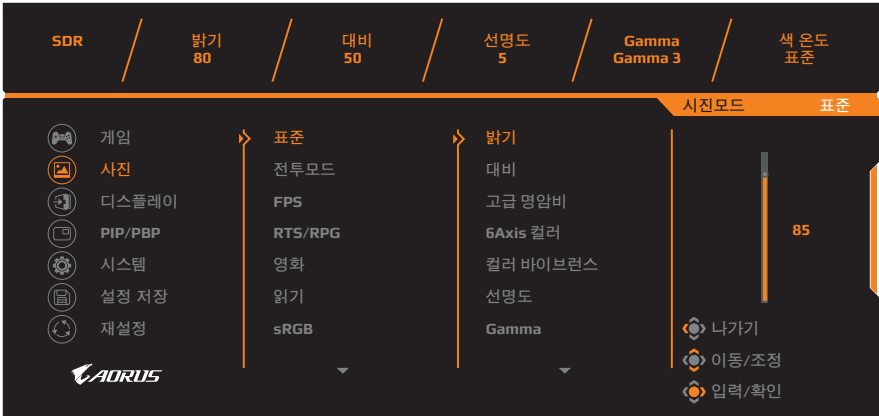 SDR
밝기
80
대비
50
선명도
5
Gamma
Gamma 3
색 온도
표준
시진모드 표준
게임
사진
디스플레이
PIP/PBP
시스템
설정 저장
재설정
표준
전투모드
FPS
RTS/RPG
영화
읽기
sRGB
밝기
대비
고급 명암비
6Axis 컬러
컬러 바이브런스
선명도
Gamma
85
나가기
이동/조정
입력/확인
AORUS